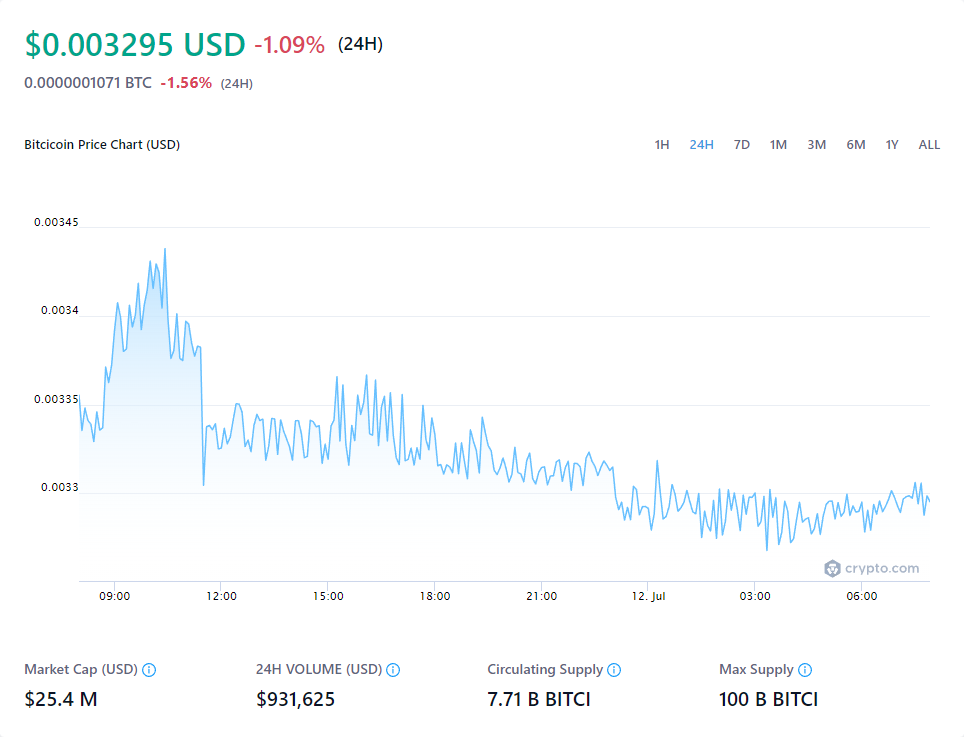 $0.003295 USD -1.09% (24H)
0.0000001071 BTC -1.56% (24H)
Bitcicoin Price Chart (USD) 1H 24H 7D 1M 3M 6M 1Y ALL
0.00345
0.0034
0.00335
0.0033
crypto.com
09:00 12:00 15:00 18:00 21:00 12. Jul 03:00 06:00
Market Cap (USD) 24H VOLUME (USD) Circulating Supply Max Supply
$25.4 M $931,625 7.71 B BITCI 100 B BITCI